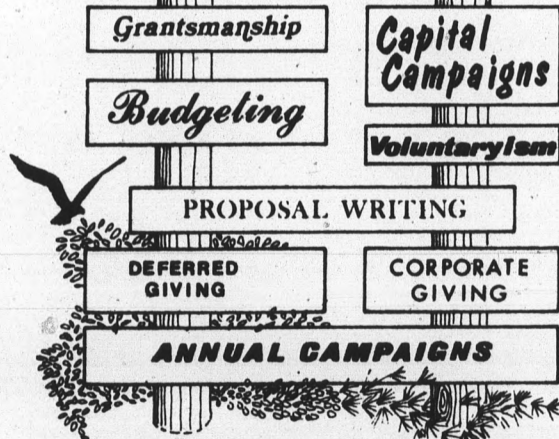 Grantsmanship
Capital
Campaigns
Budgeting
Voluntaryism
PROPOSAL WRITING
DEFERRED
GIVING
CORPORATE
GIVING
ANNUAL CAMPAIGNS